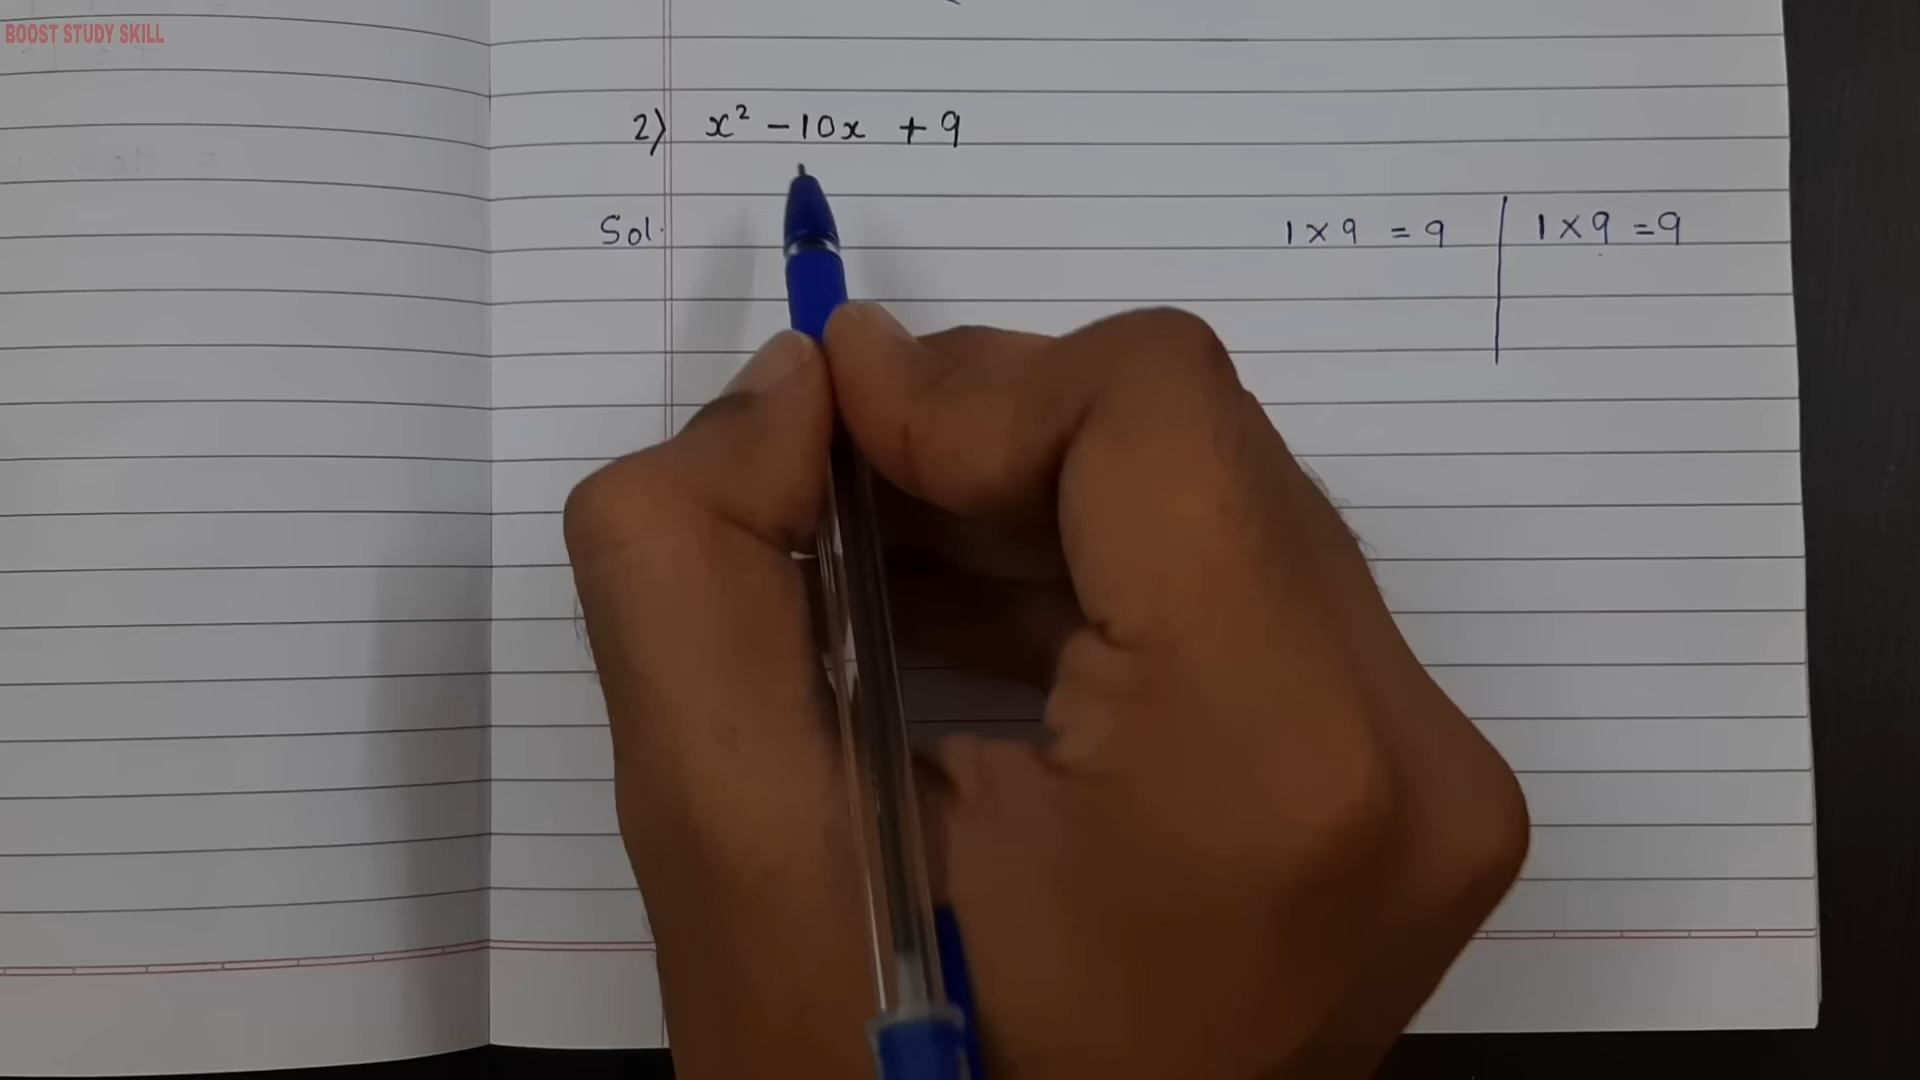 BOOST STUDY SKILL
2) x² -10x + 9
Sol. 1 x 9 = 9 | 1 x 9 = 9